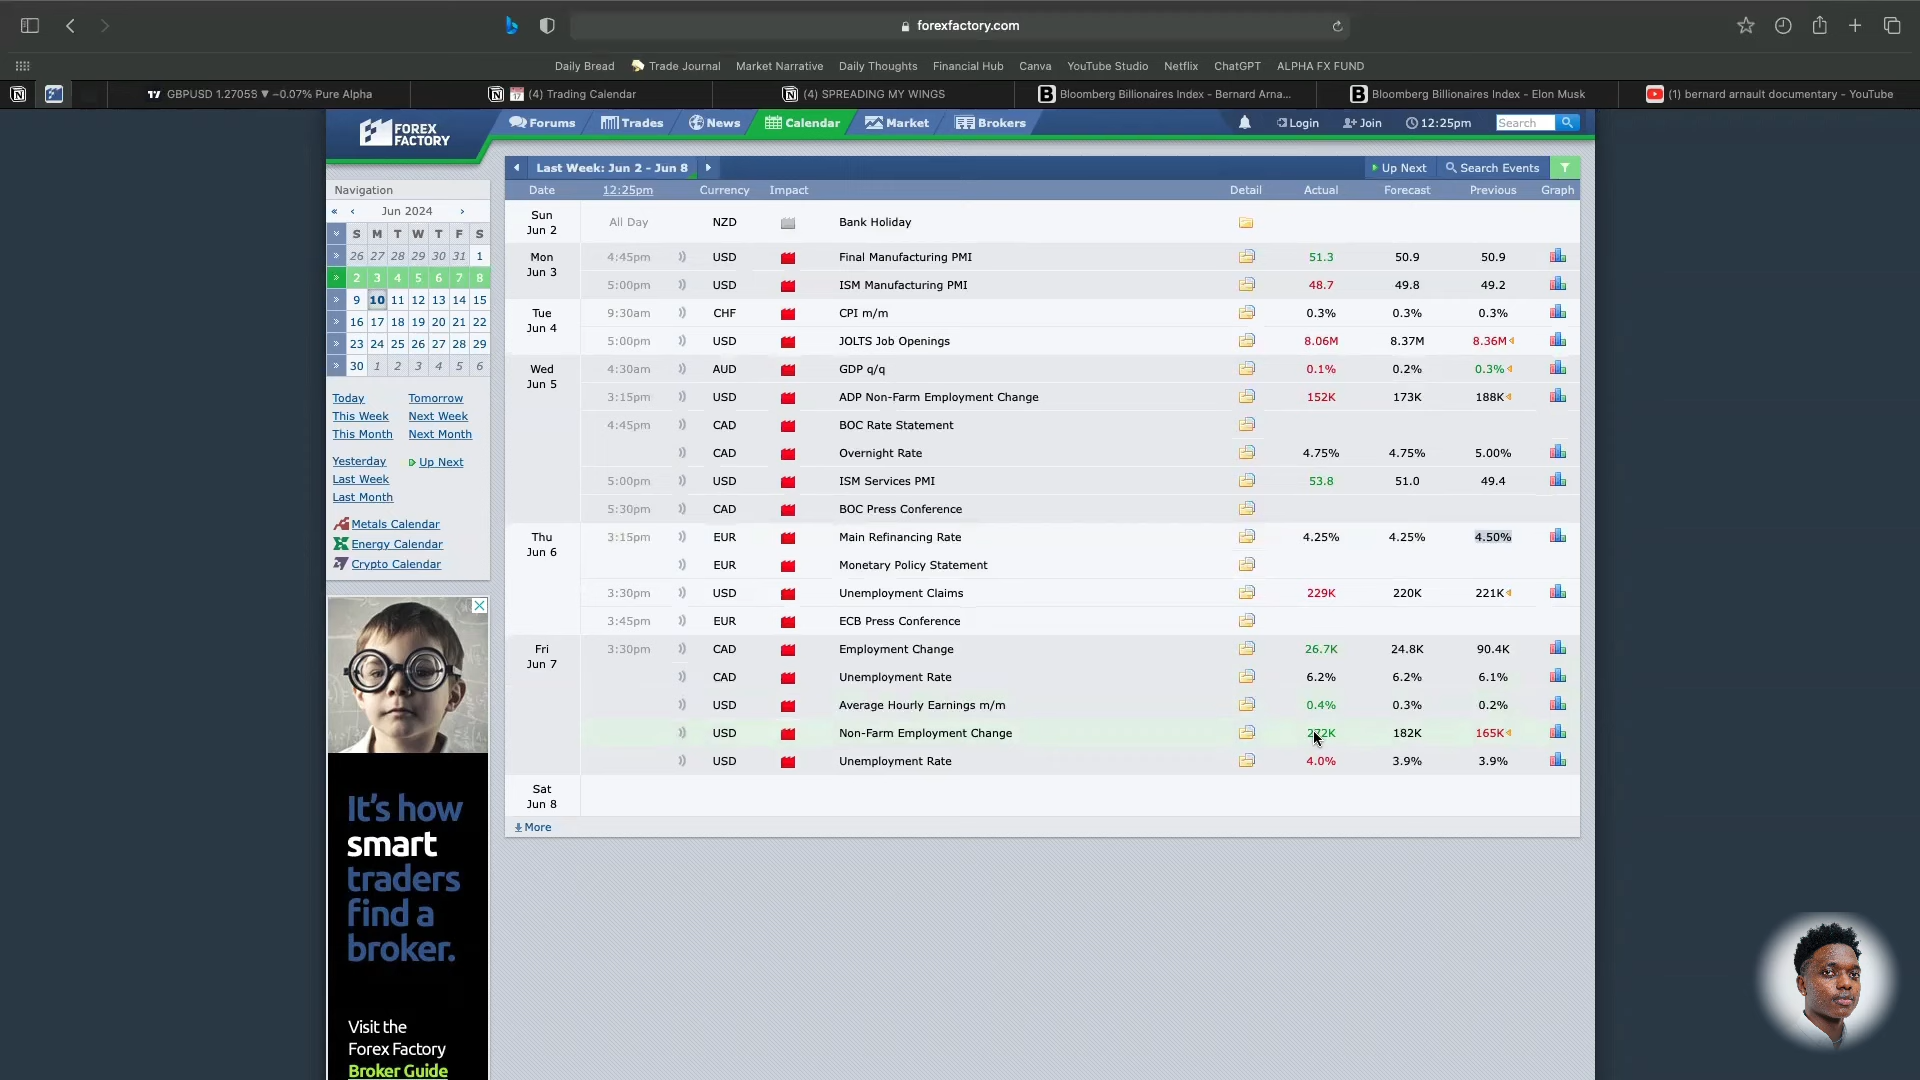 forexfactory.com
Daily Bread Trade Journal Market Narrative Daily Thoughts Financial Hub Canva YouTube Studio Netflix ChatGPT ALPHA FX FUND
GBPUSD 1.27055 ▼ −0.07% Pure Alpha (4) Trading Calendar (4) SPREADING MY WINGS Bloomberg Billionaires Index - Bernard Arna... Bloomberg Billionaires Index - Elon Musk (1) bernard arnault documentary - YouTube
FOREX
FACTORY
Forums Trades News Calendar Market Brokers Login Join 12:25pm Search
Last Week: Jun 2 - Jun 8 Up Next Search Events
Navigation
« ‹ Jun 2024 ›
S M T W T F S
26 27 28 29 30 31 1
2 3 4 5 6 7 8
9 10 11 12 13 14 15
16 17 18 19 20 21 22
23 24 25 26 27 28 29
30 1 2 3 4 5 6
Today Tomorrow
This Week Next Week
This Month Next Month
Yesterday Up Next
Last Week
Last Month
Metals Calendar
Energy Calendar
Crypto Calendar
It's how
smart
traders
find a
broker.
Visit the
Forex Factory
Broker Guide
Date 12:25pm Currency Impact Detail Actual Forecast Previous Graph
Sun
Jun 2
All Day NZD Bank Holiday
Mon
Jun 3
4:45pm USD Final Manufacturing PMI 51.3 50.9 50.9
5:00pm USD ISM Manufacturing PMI 48.7 49.8 49.2
Tue
Jun 4
9:30am CHF CPI m/m 0.3% 0.3% 0.3%
5:00pm USD JOLTS Job Openings 8.06M 8.37M 8.36M
Wed
Jun 5
4:30am AUD GDP q/q 0.1% 0.2% 0.3%
3:15pm USD ADP Non-Farm Employment Change 152K 173K 188K
4:45pm CAD BOC Rate Statement
CAD Overnight Rate 4.75% 4.75% 5.00%
5:00pm USD ISM Services PMI 53.8 51.0 49.4
5:30pm CAD BOC Press Conference
Thu
Jun 6
3:15pm EUR Main Refinancing Rate 4.25% 4.25% 4.50%
EUR Monetary Policy Statement
3:30pm USD Unemployment Claims 229K 220K 221K
3:45pm EUR ECB Press Conference
Fri
Jun 7
3:30pm CAD Employment Change 26.7K 24.8K 90.4K
CAD Unemployment Rate 6.2% 6.2% 6.1%
USD Average Hourly Earnings m/m 0.4% 0.3% 0.2%
USD Non-Farm Employment Change 272K 182K 165K
USD Unemployment Rate 4.0% 3.9% 3.9%
Sat
Jun 8
More